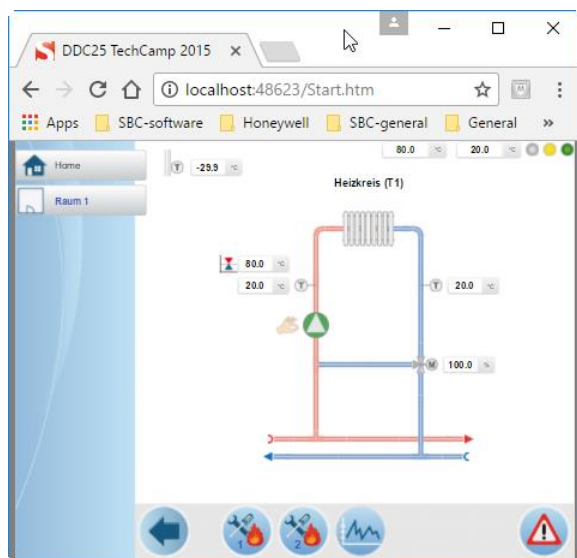 DDC25 TechCamp 2015
localhost:48623/Start.htm
Apps SBC-software Honeywell SBC-general General »
Home
Raum 1
80.0 °C 20.0 °C
T -29.9 °C
Heizkreis (T1)
80.0 °C
20.0 °C T
T 20.0 °C
M 100.0 %
1 2